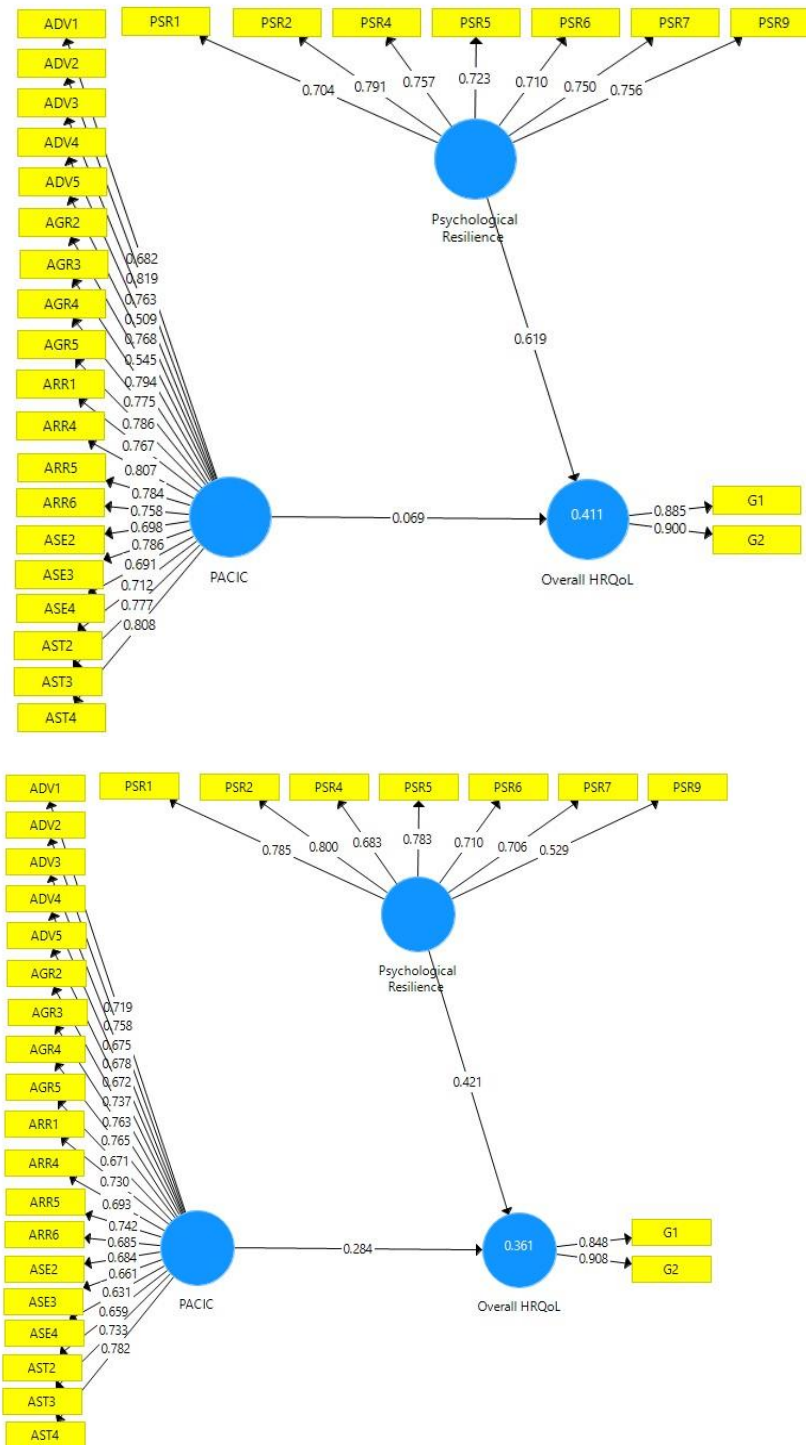 ADV1
PSR1
PSR2
PSR4
PSR5
PSR6
PSR7
PSR9
ADV2
ADV3
ADV4
ADV5
AGR2
AGR3
AGR4
AGR5
ARR1
ARR4
ARR5
ARR6
ASE2
ASE3
ASE4
AST2
AST3
AST4
0.704
0.791
0.757
0.723
0.710
0.750
0.756
Psychological
Resilience
0.682
0.819
0.763
0.509
0.768
0.545
0.794
0.775
0.786
0.767
0.807
0.784
0.758
0.698
0.786
0.691
0.712
0.777
0.808
PACIC
0.619
0.069
0.411
Overall HRQoL
0.885
0.900
G1
G2
ADV1
PSR1
PSR2
PSR4
PSR5
PSR6
PSR7
PSR9
ADV2
ADV3
ADV4
ADV5
AGR2
AGR3
AGR4
AGR5
ARR1
ARR4
ARR5
ARR6
ASE2
ASE3
ASE4
AST2
AST3
AST4
0.785
0.800
0.683
0.783
0.710
0.706
0.529
Psychological
Resilience
0.719
0.758
0.675
0.678
0.672
0.737
0.763
0.765
0.671
0.730
0.693
0.742
0.685
0.684
0.661
0.631
0.659
0.733
0.782
PACIC
0.421
0.284
0.361
Overall HRQoL
0.848
0.908
G1
G2